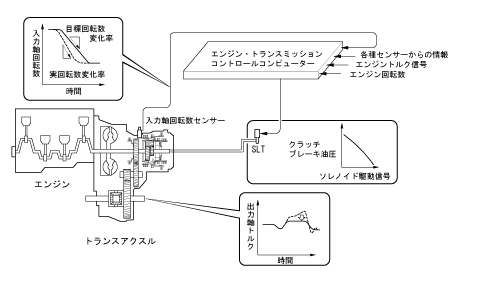 目標回転数
変化率
入力軸回転数
実回転数変化率
時間
エンジン・トランスミッション
コントロールコンピューター
各種センサーからの情報
エンジントルク信号
エンジン回転数
入力軸回転数センサー
SLT
クラッチ
ブレーキ油圧
ソレノイド駆動信号
エンジン
トランスアクスル
出力軸トルク
時間